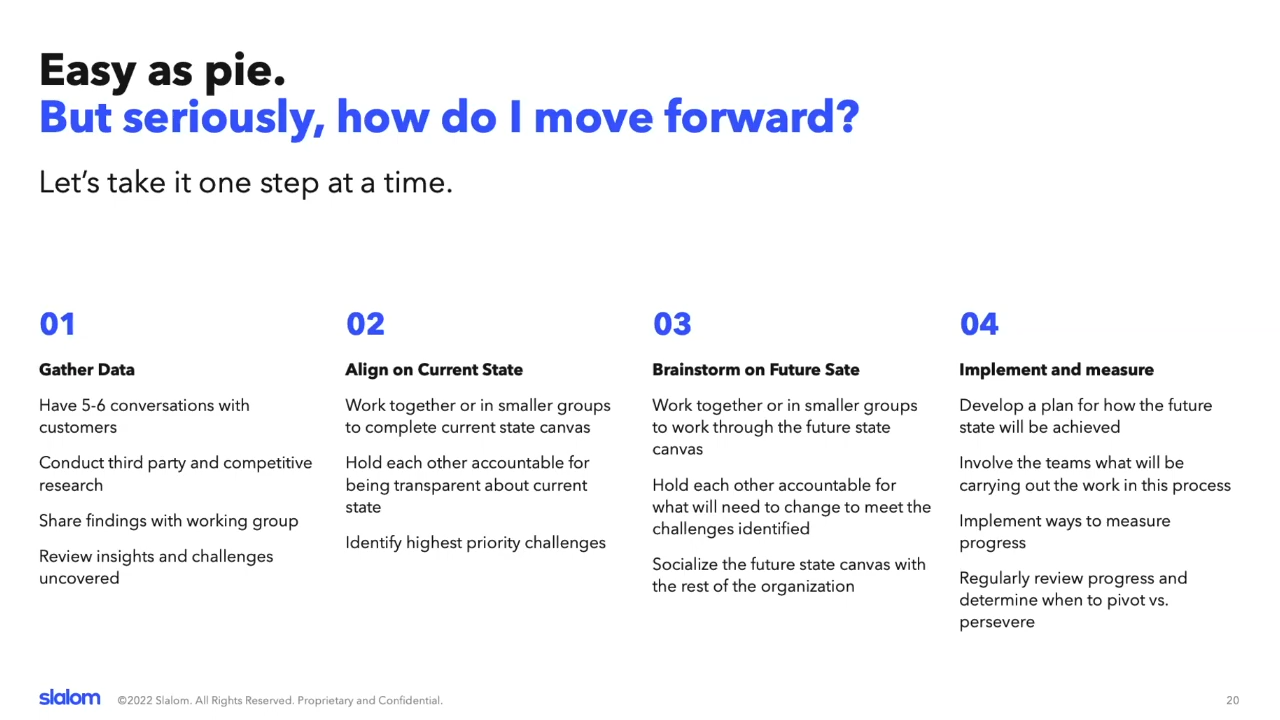 Easy as pie.
But seriously, how do I move forward?
Let's take it one step at a time.
01
Gather Data
Have 5-6 conversations with
customers
Conduct third party and competitive
research
Share findings with working group
Review insights and challenges
uncovered
02
Align on Current State
Work together or in smaller groups
to complete current state canvas
Hold each other accountable for
being transparent about current
state
Identify highest priority challenges
03
Brainstorm on Future Sate
Work together or in smaller groups
to work through the future state
canvas
Hold each other accountable for
what will need to change to meet the
challenges identified
Socialize the future state canvas with
the rest of the organization
04
Implement and measure
Develop a plan for how the future
state will be achieved
Involve the teams what will be
carrying out the work in this process
Implement ways to measure
progress
Regularly review progress and
determine when to pivot vs.
persevere
slalom
©2022 Slalom. All Rights Reserved. Proprietary and Confidential.
20